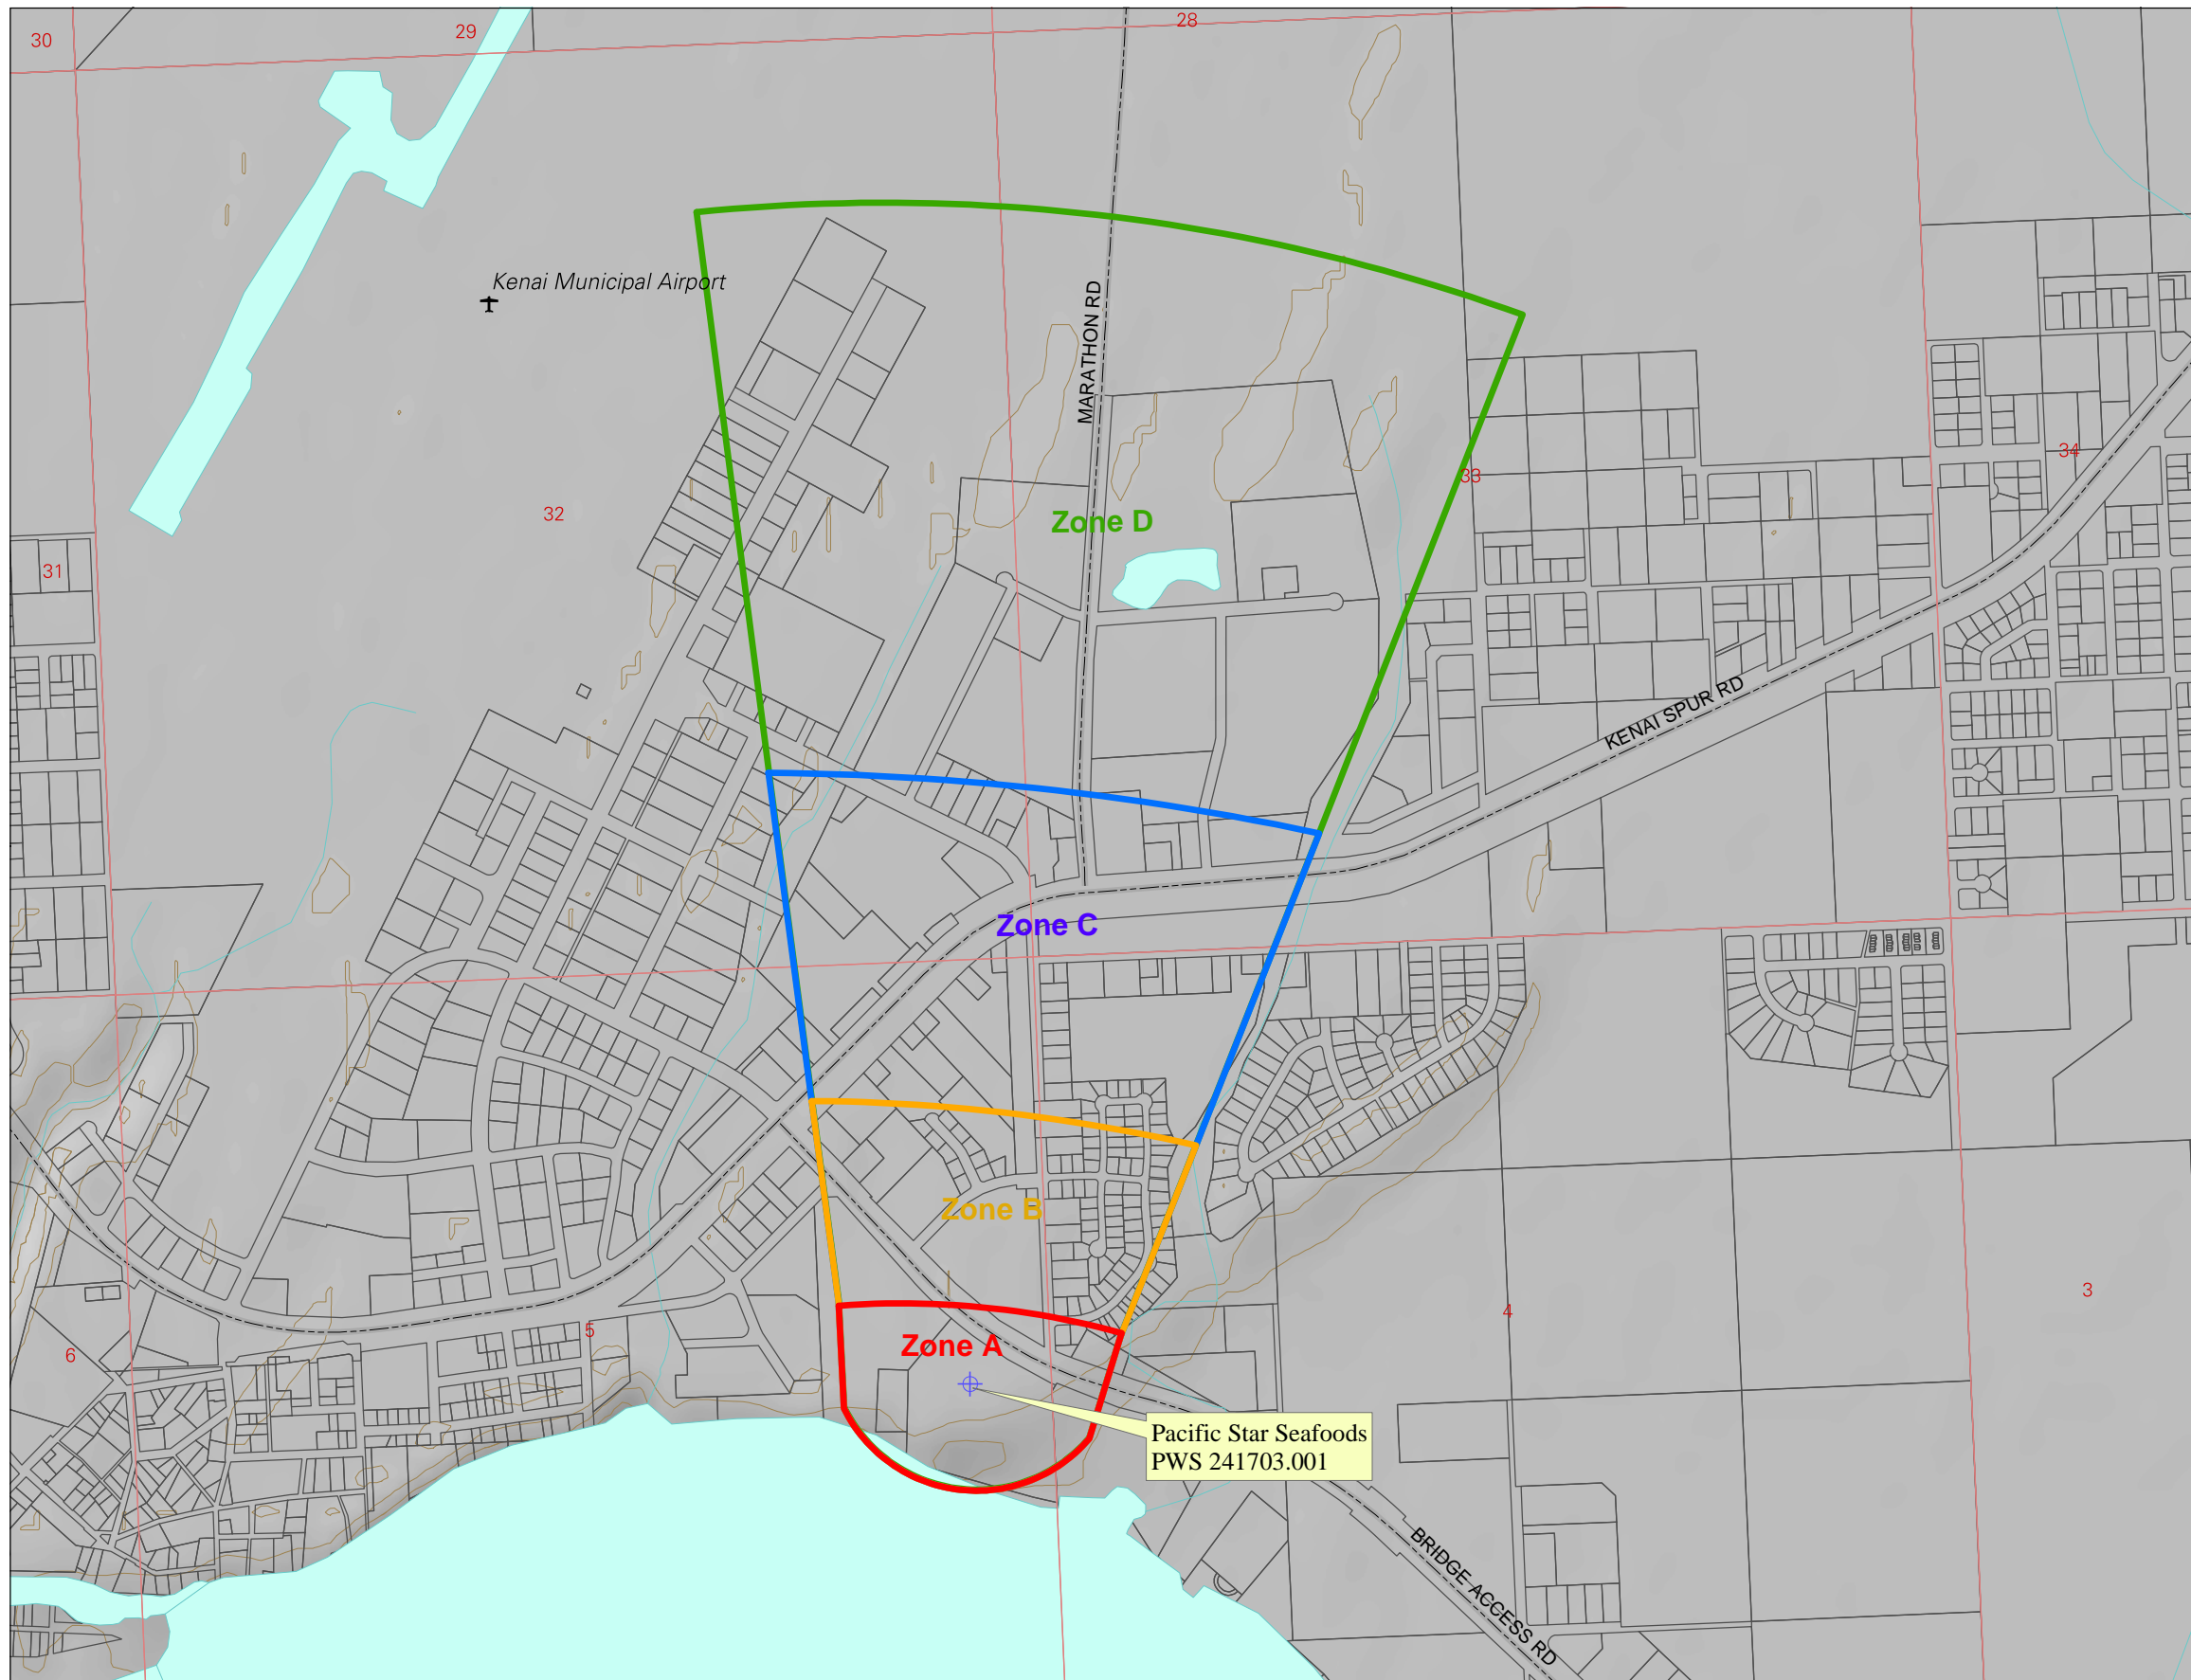 30
29
28
Kenai Municipal Airport
MARATHON RD
34
33
32
Zone D
31
KENAI SPUR RD
Zone C
Zone B
3
4
5
Zone A
6
Pacific Star Seafoods
PWS 241703.001
BRIDGE ACCESS RD